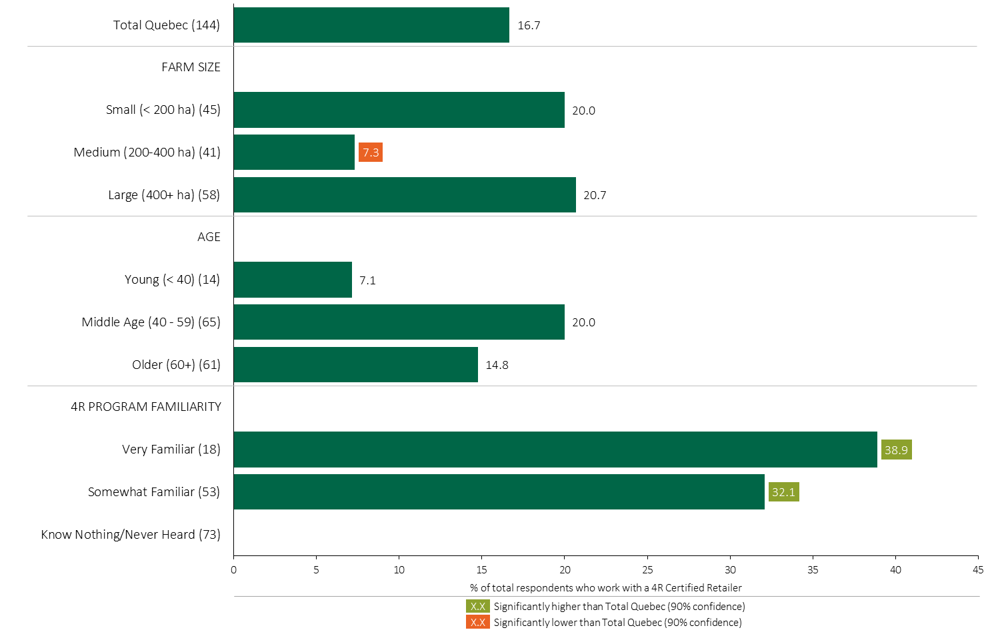 Total Quebec (144) 16.7
FARM SIZE
Small (< 200 ha) (45) 20.0
Medium (200-400 ha) (41) 7.3
Large (400+ ha) (58) 20.7
AGE
Young (< 40) (14) 7.1
Middle Age (40 - 59) (65) 20.0
Older (60+) (61) 14.8
4R PROGRAM FAMILIARITY
Very Familiar (18) 38.9
Somewhat Familiar (53) 32.1
Know Nothing/Never Heard (73)
0 5 10 15 20 25 30 35 40 45
% of total respondents who work with a 4R Certified Retailer
X.X Significantly higher than Total Quebec (90% confidence)
X.X Significantly lower than Total Quebec (90% confidence)